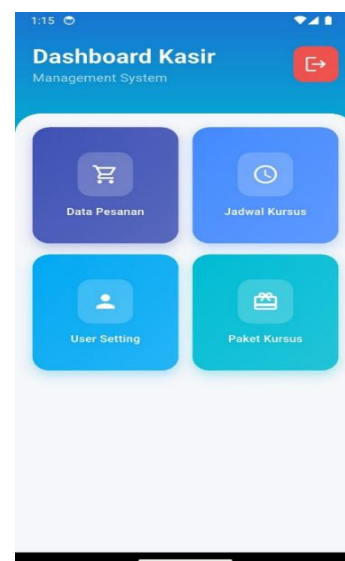 1:15
Dashboard Kasir
Management System
Data Pesanan
Jadwal Kursus
User Setting
Paket Kursus